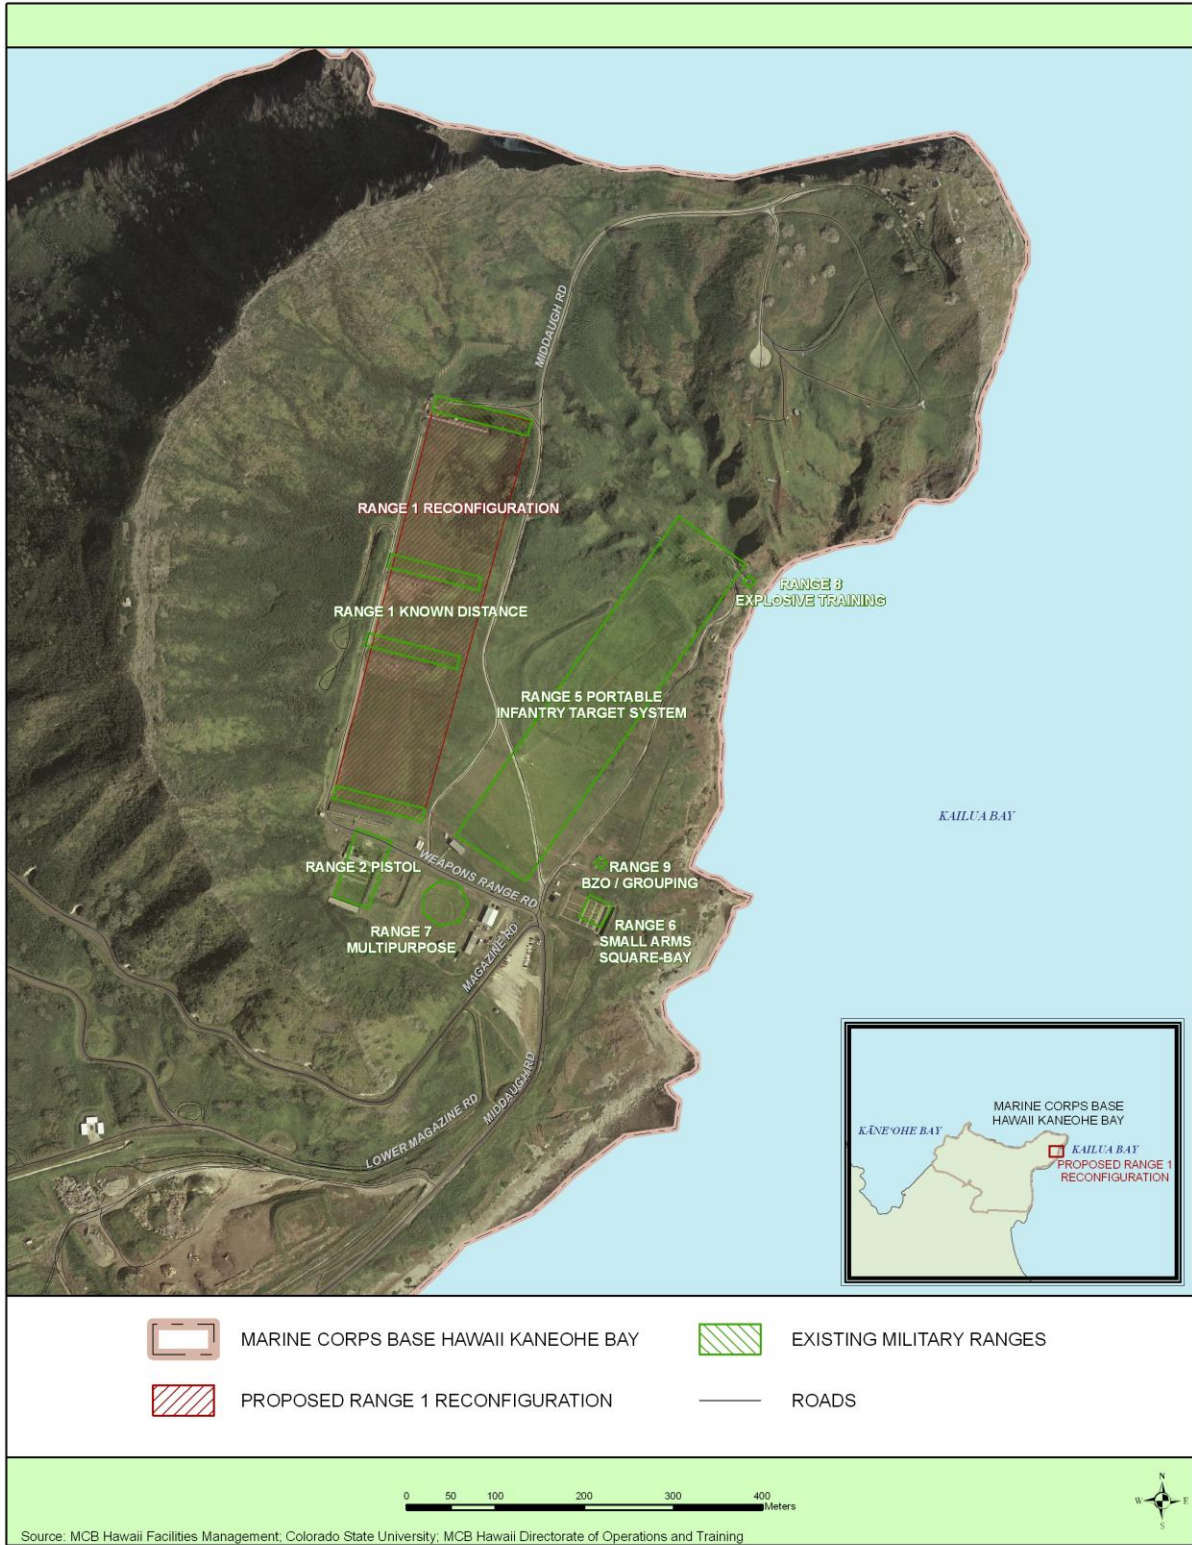 MIDDAUGH RD
RANGE 1 RECONFIGURATION
RANGE 8
EXPLOSIVE TRAINING
RANGE 1 KNOWN DISTANCE
RANGE 5 PORTABLE
INFANTRY TARGET SYSTEM
KAILUA BAY
WEAPONS RANGE RD
RANGE 2 PISTOL
RANGE 9
BZO / GROUPING
RANGE 7
MULTIPURPOSE
RANGE 6
SMALL ARMS
SQUARE-BAY
MAGAZINE RD
MIDDAUGH RD
LOWER MAGAZINE RD
MARINE CORPS BASE
HAWAII KANEOHE BAY
KĀNEʻOHE BAY
KAILUA BAY
PROPOSED RANGE 1
RECONFIGURATION
MARINE CORPS BASE HAWAII KANEOHE BAY
EXISTING MILITARY RANGES
PROPOSED RANGE 1 RECONFIGURATION
ROADS
0 50 100 200 300 400
Meters
N
W E
S
Source: MCB Hawaii Facilities Management; Colorado State University; MCB Hawaii Directorate of Operations and Training